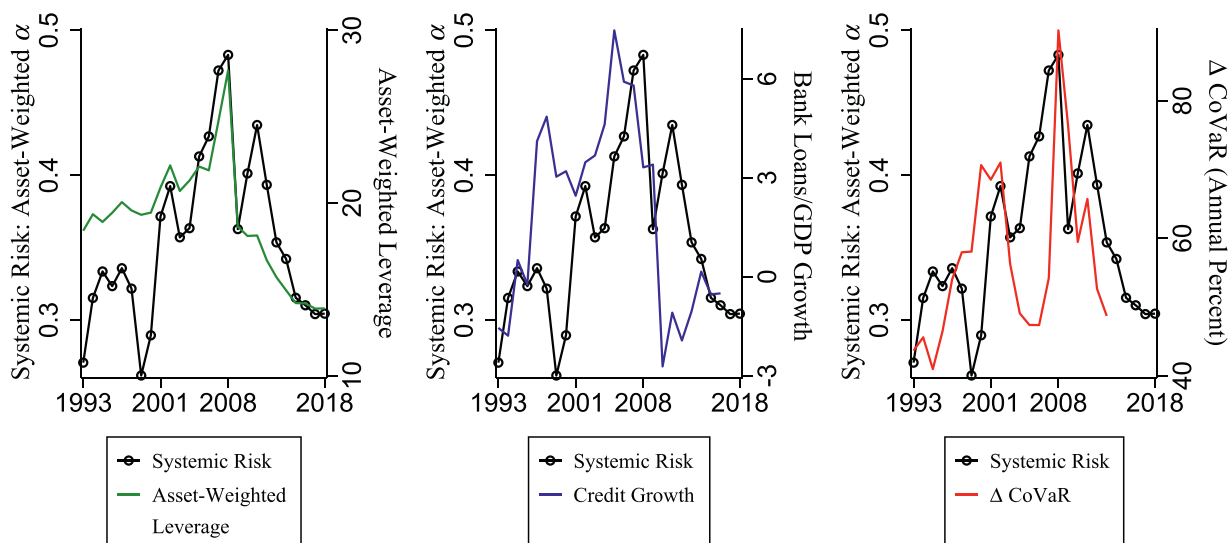 Systemic Risk: Asset-Weighted α
0.5
0.4
0.3
30
20
10
Asset-Weighted Leverage
1993
2001
2008
2018
Systemic Risk
Asset-Weighted
Leverage
Systemic Risk: Asset-Weighted α
0.5
0.4
0.3
6
3
0
-3
Bank Loans/GDP Growth
1993
2001
2008
2018
Systemic Risk
Credit Growth
Systemic Risk: Asset-Weighted α
0.5
0.4
0.3
80
60
40
Δ CoVaR (Annual Percent)
1993
2001
2008
2018
Systemic Risk
Δ CoVaR